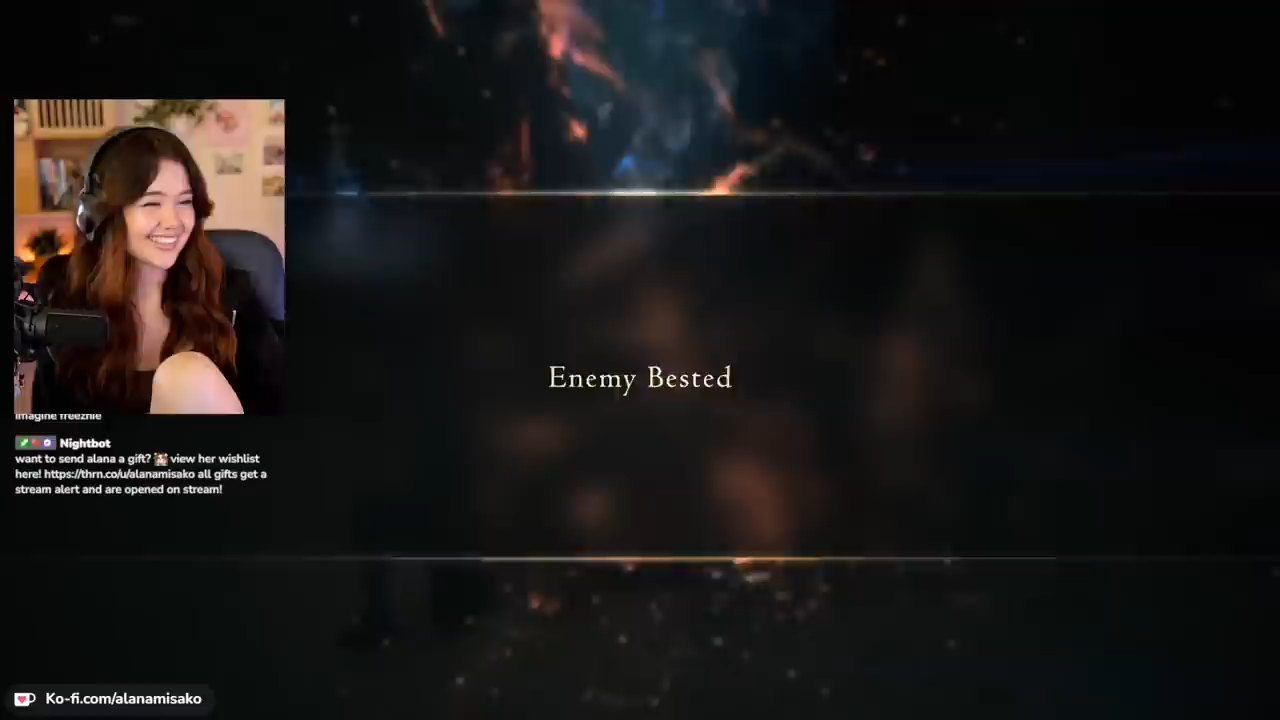 Enemy Bested
imagine freeznie
Nightbot
want to send alana a gift? view her wishlist
here! https://thrn.co/u/alanamisako all gifts get a
stream alert and are opened on stream!
Ko-fi.com/alanamisako